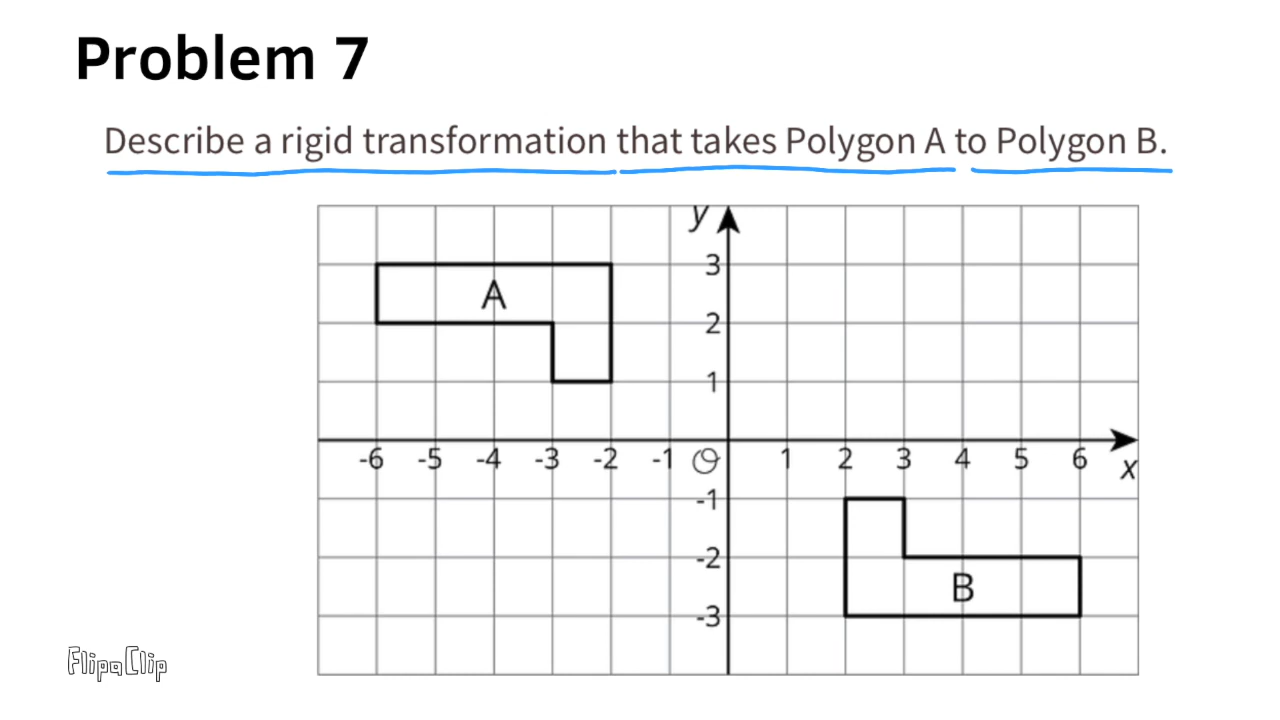 Problem 7
Describe a rigid transformation that takes Polygon A to Polygon B.
y
3
A
2
1
-6 -5 -4 -3 -2 -1 O 1 2 3 4 5 6
x
-1
-2
B
-3
FlipaClip